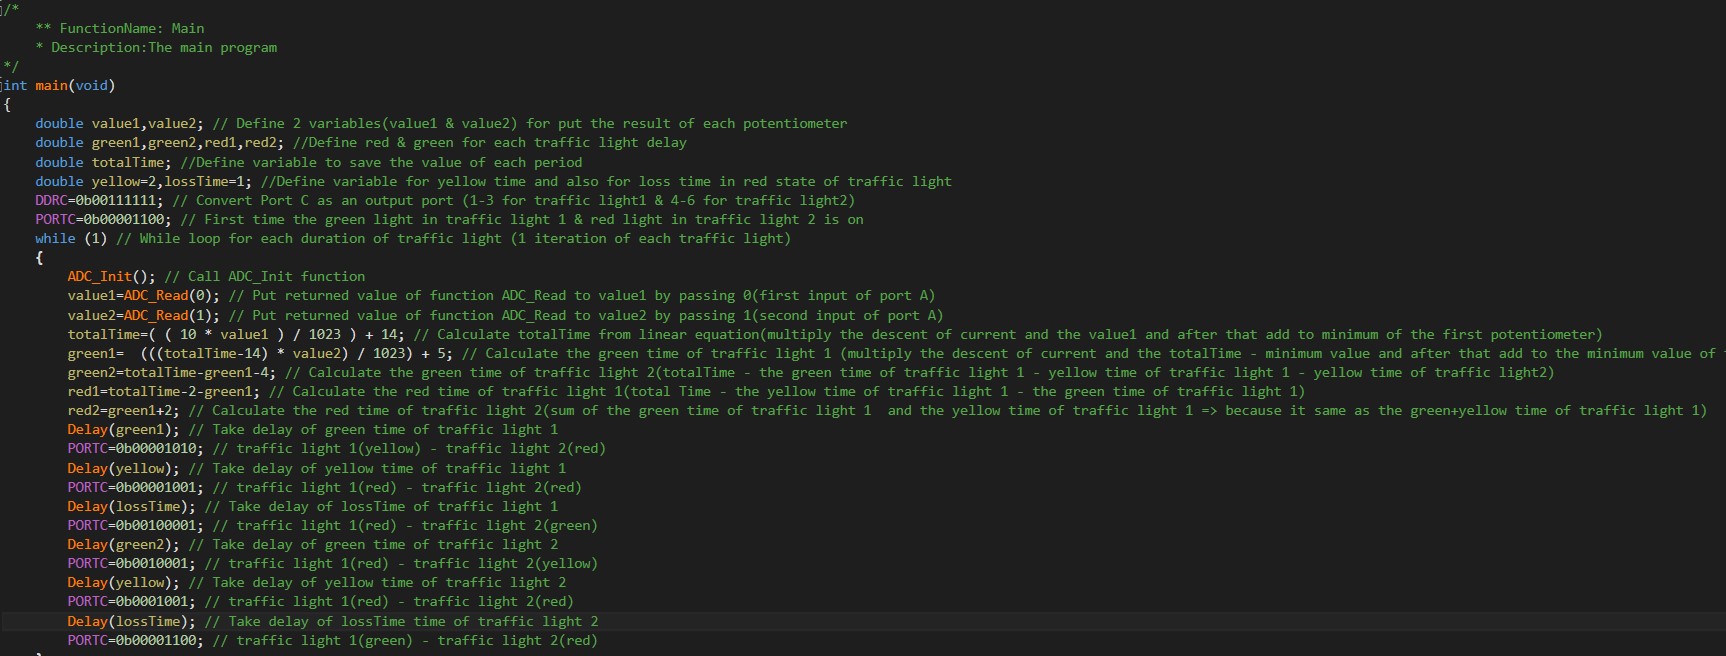 /*
** FunctionName: Main
* Description:The main program
*/
int main(void)
{
double value1,value2; // Define 2 variables(value1 & value2) for put the result of each potentiometer
double green1,green2,red1,red2; //Define red & green for each traffic light delay
double totalTime; //Define variable to save the value of each period
double yellow=2,lossTime=1; //Define variable for yellow time and also for loss time in red state of traffic light
DDRC=0b00111111; // Convert Port C as an output port (1-3 for traffic light1 & 4-6 for traffic light2)
PORTC=0b00001100; // First time the green light in traffic light 1 & red light in traffic light 2 is on
while (1) // While loop for each duration of traffic light (1 iteration of each traffic light)
{
ADC_Init(); // Call ADC_Init function
value1=ADC_Read(0); // Put returned value of function ADC_Read to value1 by passing 0(first input of port A)
value2=ADC_Read(1); // Put returned value of function ADC_Read to value2 by passing 1(second input of port A)
totalTime=( ( 10 * value1 ) / 1023 ) + 14; // Calculate totalTime from linear equation(multiply the descent of current and the value1 and after that add to minimum of the first potentiometer)
green1=  (((totalTime-14) * value2) / 1023) + 5; // Calculate the green time of traffic light 1 (multiply the descent of current and the totalTime - minimum value and after that add to the minimum value of
green2=totalTime-green1-4; // Calculate the green time of traffic light 2(totalTime - the green time of traffic light 1 - yellow time of traffic light 1 - yellow time of traffic light2)
red1=totalTime-2-green1; // Calculate the red time of traffic light 1(total Time - the yellow time of traffic light 1 - the green time of traffic light 1)
red2=green1+2; // Calculate the red time of traffic light 2(sum of the green time of traffic light 1  and the yellow time of traffic light 1 => because it same as the green+yellow time of traffic light 1)
Delay(green1); // Take delay of green time of traffic light 1
PORTC=0b00001010; // traffic light 1(yellow) - traffic light 2(red)
Delay(yellow); // Take delay of yellow time of traffic light 1
PORTC=0b00001001; // traffic light 1(red) - traffic light 2(red)
Delay(lossTime); // Take delay of lossTime of traffic light 1
PORTC=0b00100001; // traffic light 1(red) - traffic light 2(green)
Delay(green2); // Take delay of green time of traffic light 2
PORTC=0b0010001; // traffic light 1(red) - traffic light 2(yellow)
Delay(yellow); // Take delay of yellow time of traffic light 2
PORTC=0b0001001; // traffic light 1(red) - traffic light 2(red)
Delay(lossTime); // Take delay of lossTime time of traffic light 2
PORTC=0b00001100; // traffic light 1(green) - traffic light 2(red)